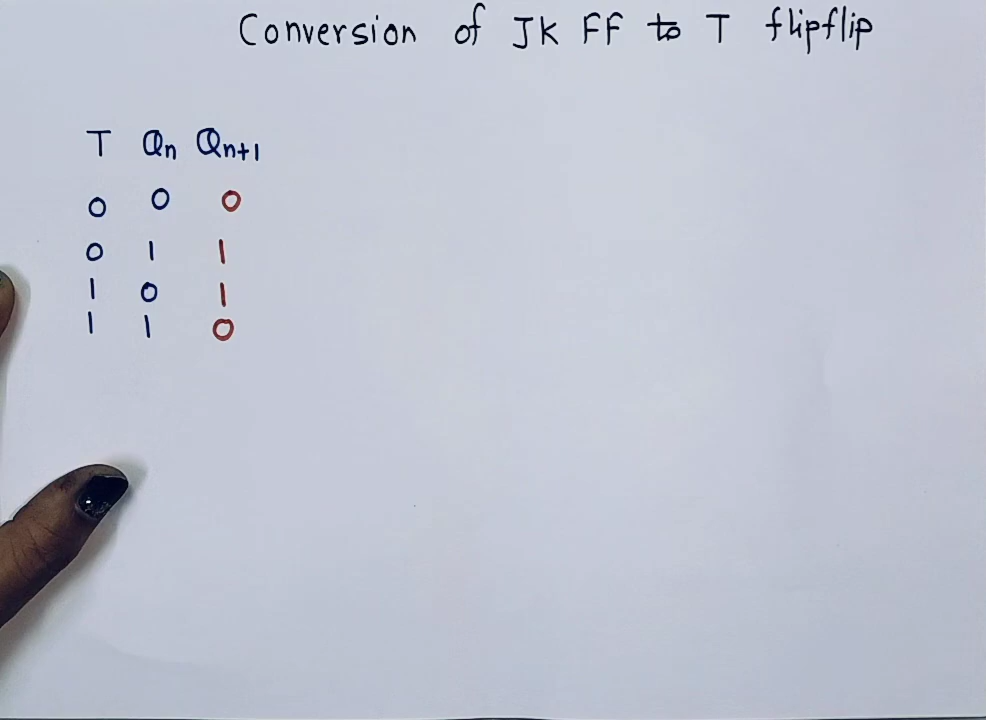 Conversion of JK FF to T flipflip
T Qn Qn+1
0 0 0
0 1 1
1 0 1
1 1 0